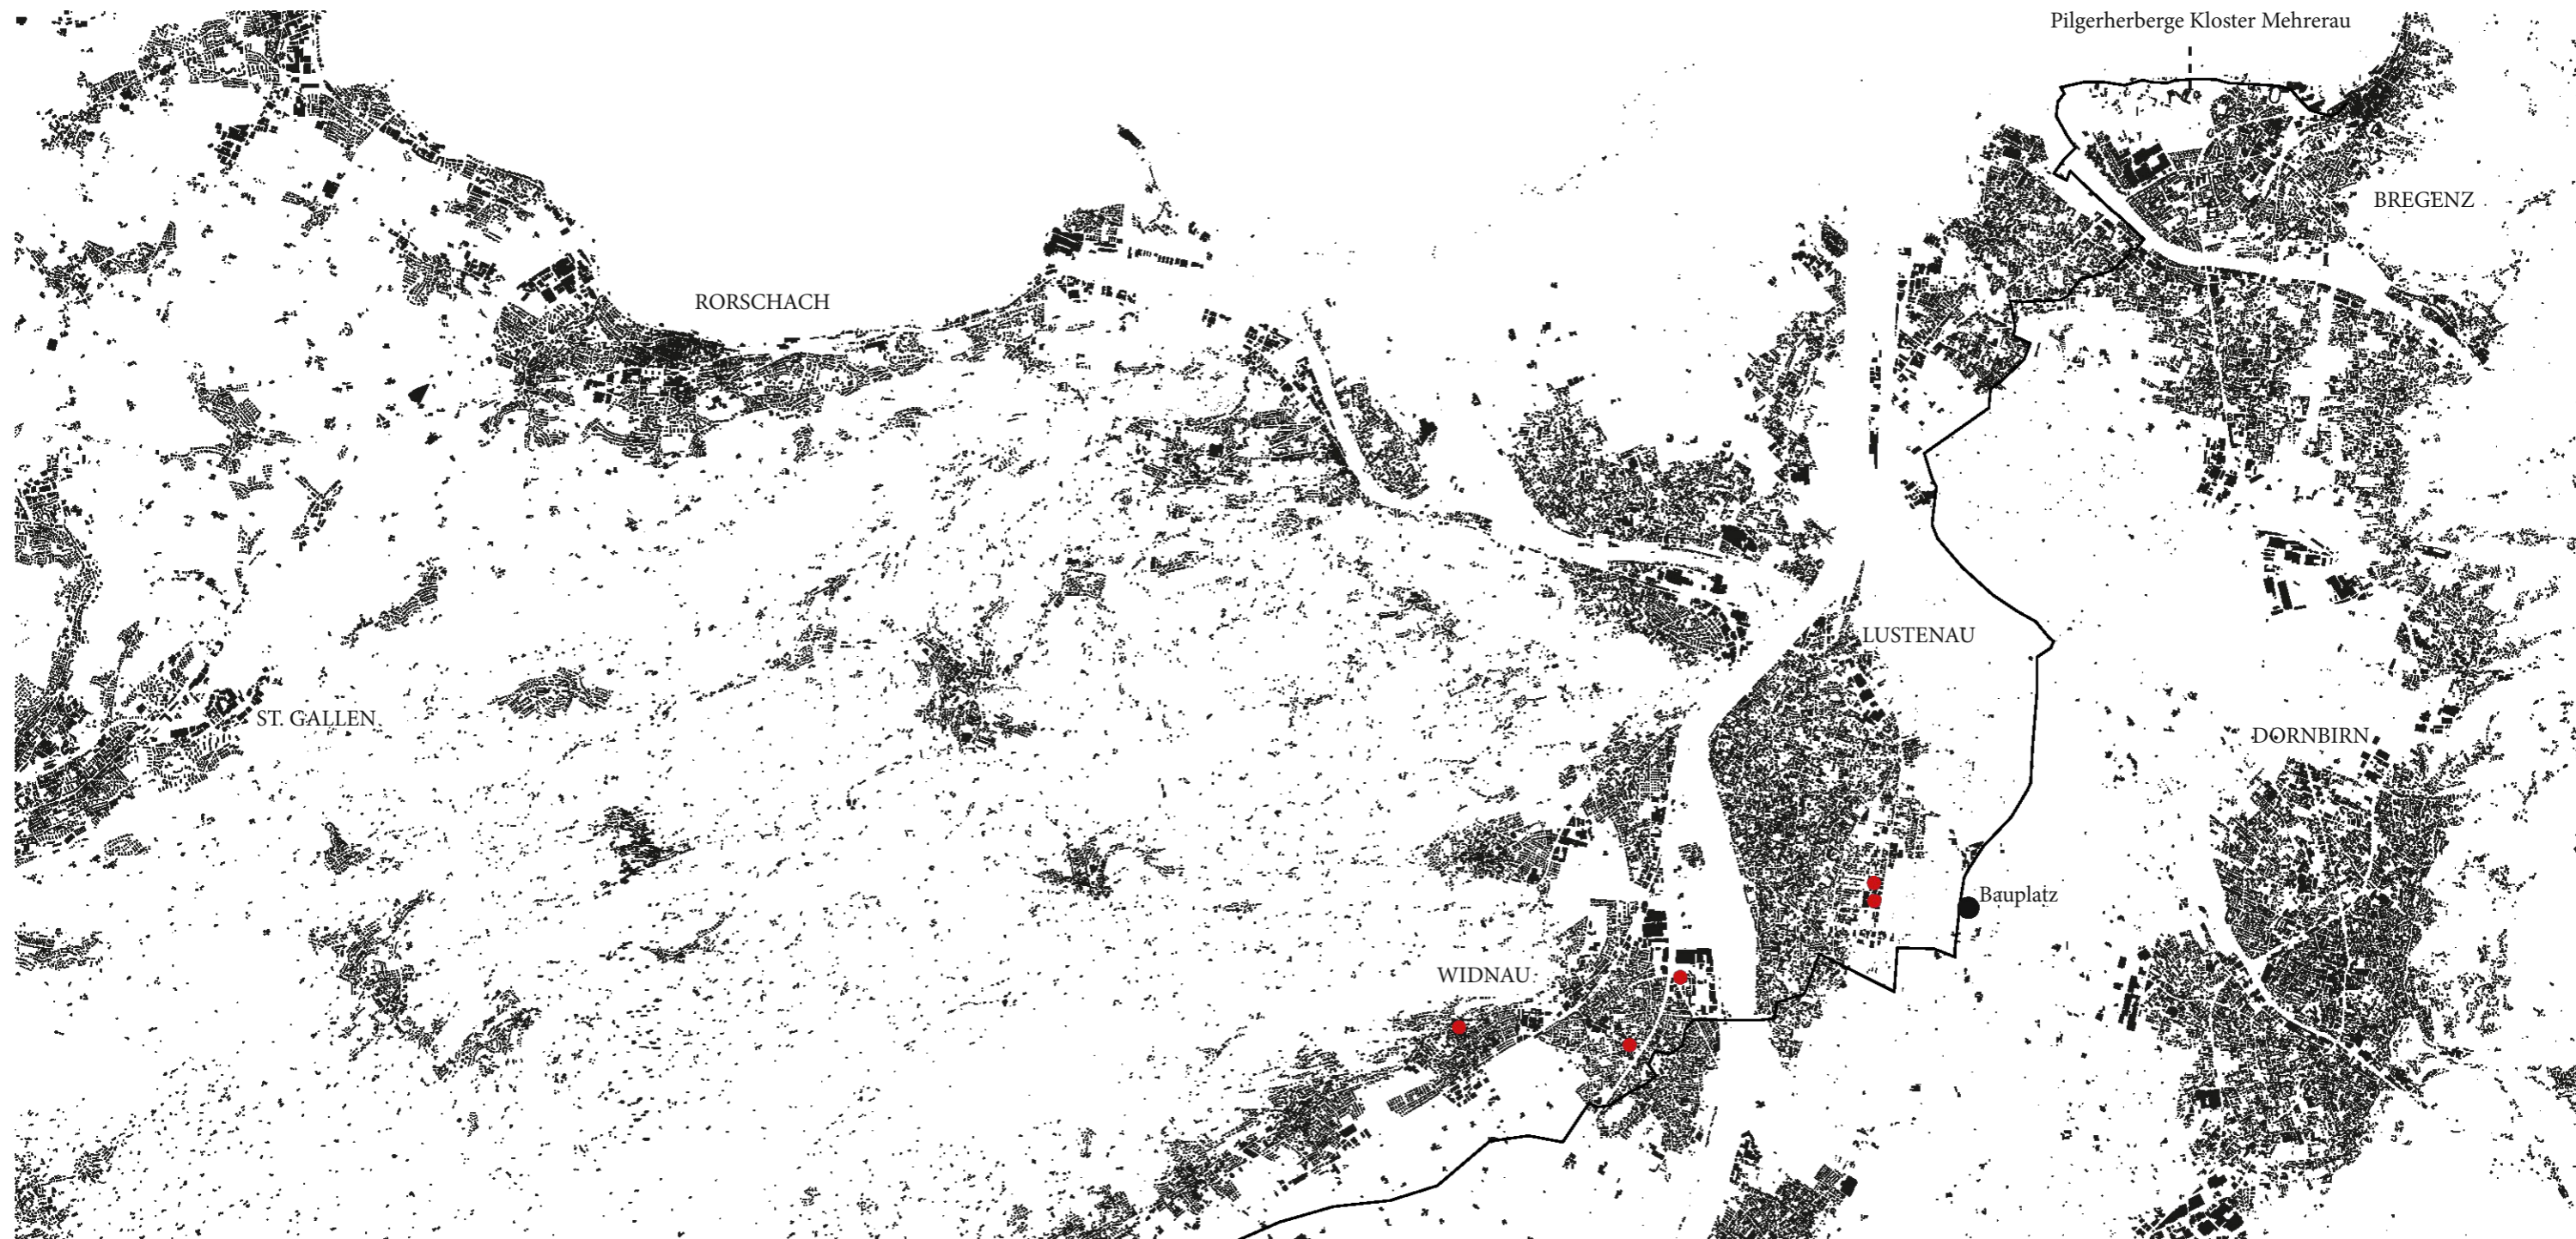 Pilgerherberge Kloster Mehrerau
BREGENZ
RORSCHACH
LUSTENAU
ST. GALLEN
DORNBIRN
Bauplatz
WIDNAU